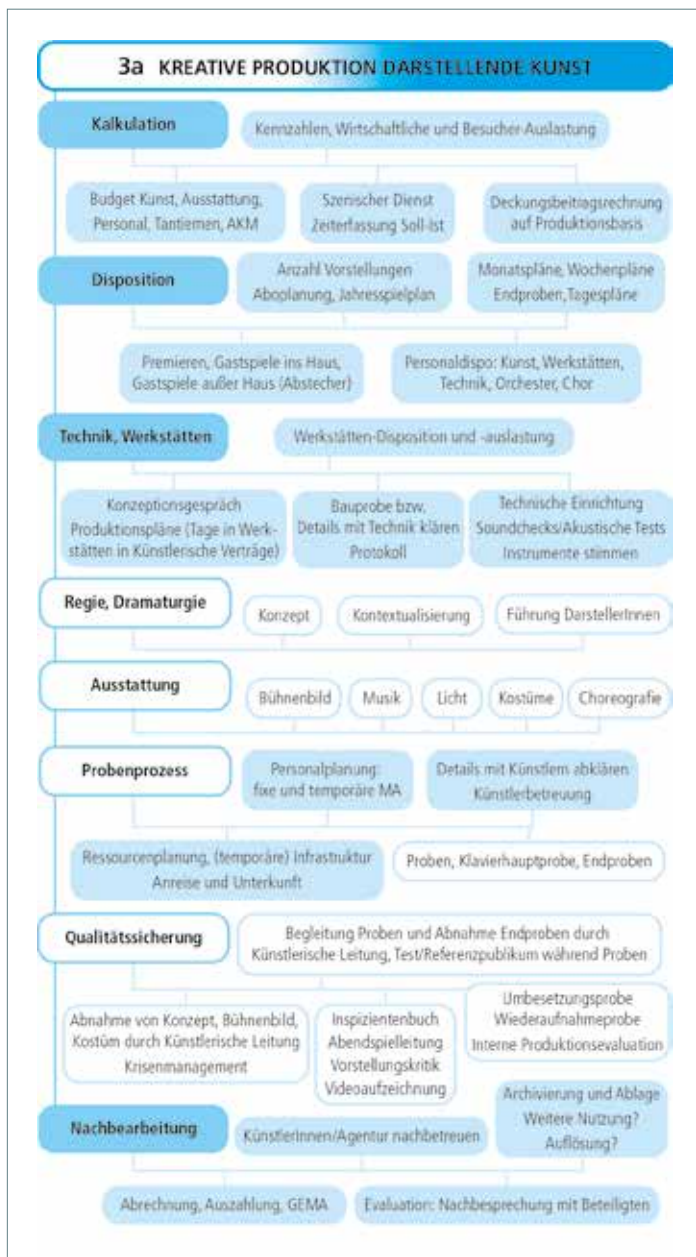 3a KREATIVE PRODUKTION DARSTELLENDE KUNST
Kalkulation
Kennzahlen, Wirtschaftliche und Besucher-Auslastung
Budget Kunst, Ausstattung,
Personal, Tantiemen, AKM
Szenischer Dienst
Zeiterfassung Soll-Ist
Deckungsbeitragsrechnung
auf Produktionsbasis
Disposition
Anzahl Vorstellungen
Aboplanung, Jahresspielplan
Monatspläne, Wochenpläne
Endproben, Tagespläne
Premieren, Gastspiele ins Haus,
Gastspiele außer Haus (Abstecher)
Personaldispo: Kunst, Werkstätten,
Technik, Orchester, Chor
Technik, Werkstätten
Werkstätten-Disposition und -auslastung
Konzeptionsgespräch
Produktionspläne (Tage in Werk-
stätten in Künstlerische Verträge)
Bauprobe bzw.
Details mit Technik klären
Protokoll
Technische Einrichtung
Soundchecks/Akustische Tests
Instrumente stimmen
Regie, Dramaturgie
Konzept
Kontextualisierung
Führung DarstellerInnen
Ausstattung
Bühnenbild
Musik
Licht
Kostüme
Choreografie
Probenprozess
Personalplanung:
fixe und temporäre MA
Details mit Künstlern abklären
Künstlerbetreuung
Ressourcenplanung, (temporäre) Infrastruktur
Anreise und Unterkunft
Proben, Klavierhauptprobe, Endproben
Qualitätssicherung
Begleitung Proben und Abnahme Endproben durch
Künstlerische Leitung, Test/Referenzpublikum während Proben
Abnahme von Konzept, Bühnenbild,
Kostüm durch Künstlerische Leitung
Krisenmanagement
Inspizientenbuch
Abendspielleitung
Vorstellungskritik
Videoaufzeichnung
Umbesetzungsprobe
Wiederaufnahmeprobe
Interne Produktionsevaluation
Nachbearbeitung
KünstlerInnen/Agentur nachbetreuen
Archivierung und Ablage
Weitere Nutzung?
Auflösung?
Abrechnung, Auszahlung, GEMA
Evaluation: Nachbesprechung mit Beteiligten